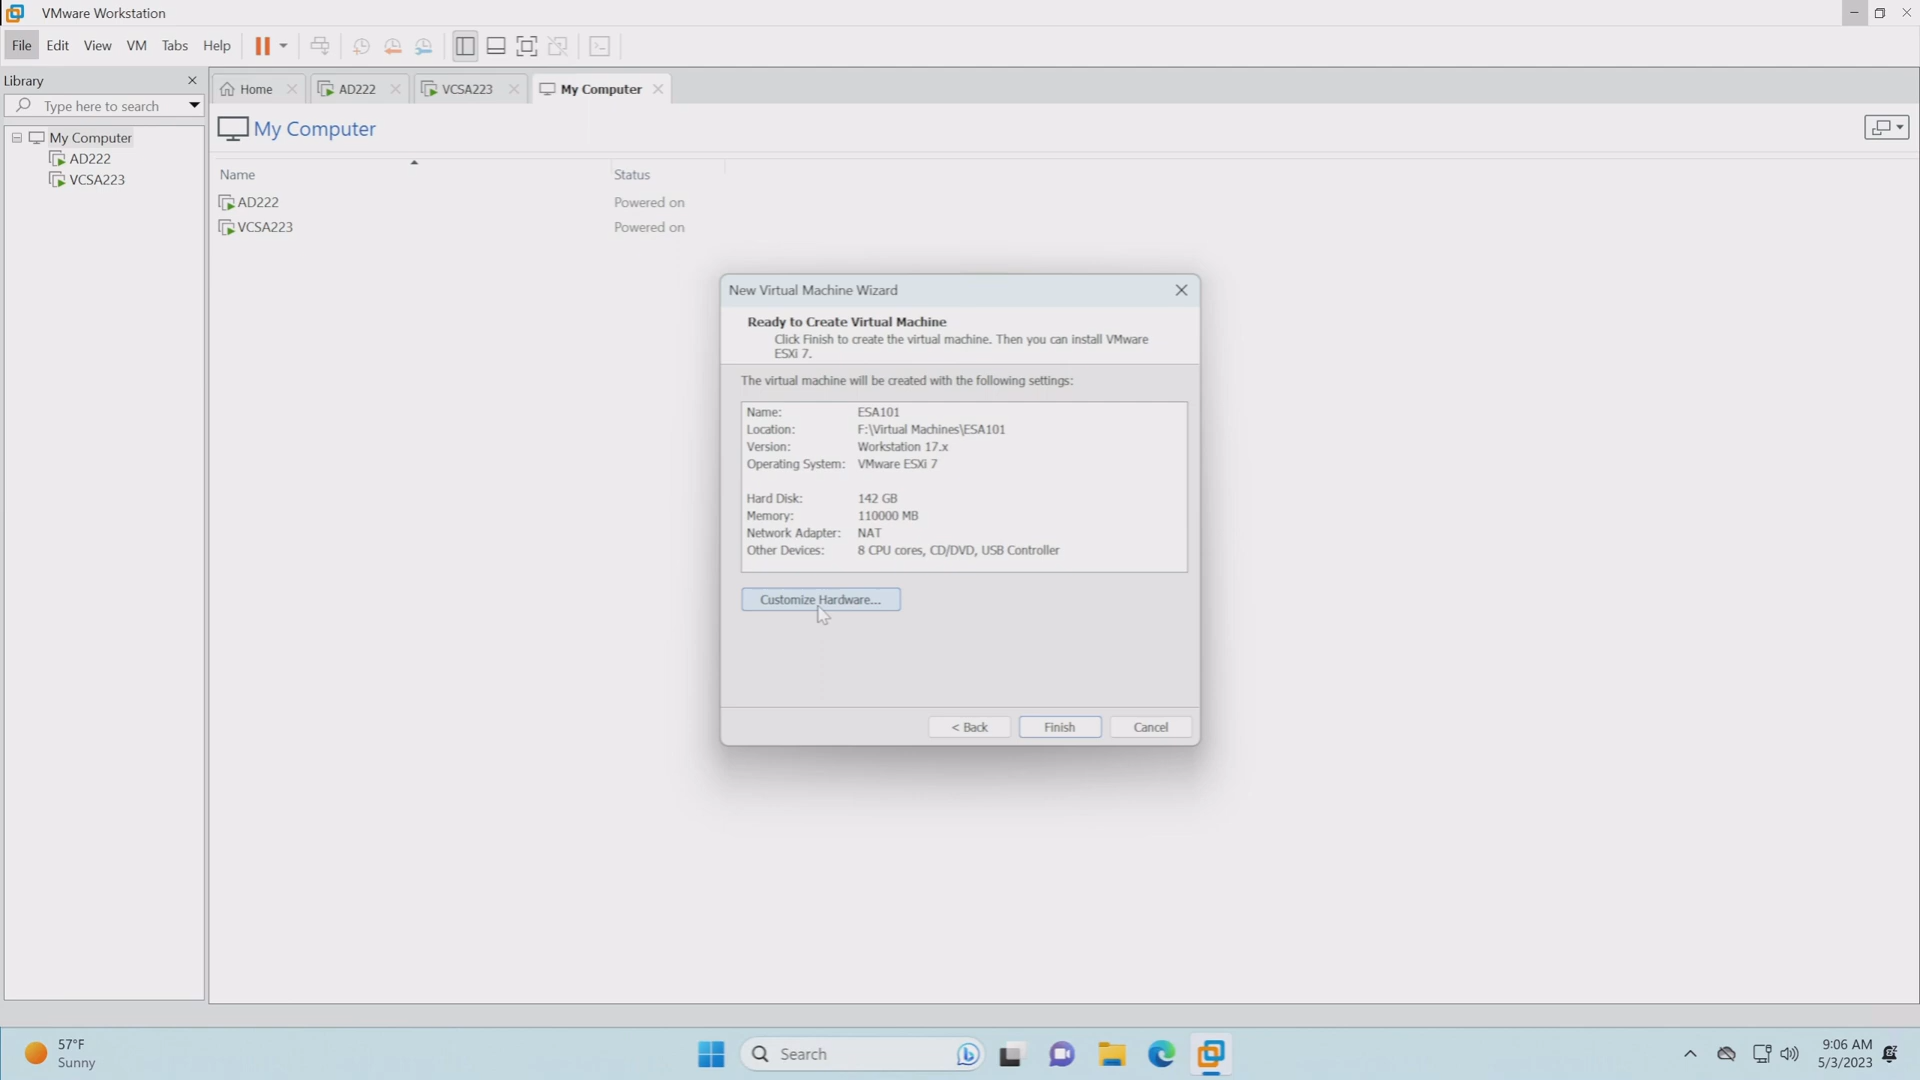 VMware Workstation
File Edit View VM Tabs Help
Library
Home AD222 VCSA223 My Computer
Type here to search
My Computer
My Computer
AD222
VCSA223
Name Status
AD222 Powered on
VCSA223 Powered on
New Virtual Machine Wizard
Ready to Create Virtual Machine
Click Finish to create the virtual machine. Then you can install VMware
ESXi 7.
The virtual machine will be created with the following settings:
Name: ESA101
Location: F:\Virtual Machines\ESA101
Version: Workstation 17.x
Operating System: VMware ESXi 7
Hard Disk: 142 GB
Memory: 110000 MB
Network Adapter: NAT
Other Devices: 8 CPU cores, CD/DVD, USB Controller
Customize Hardware...
< Back Finish Cancel
57°F
Sunny
Search
9:06 AM
5/3/2023